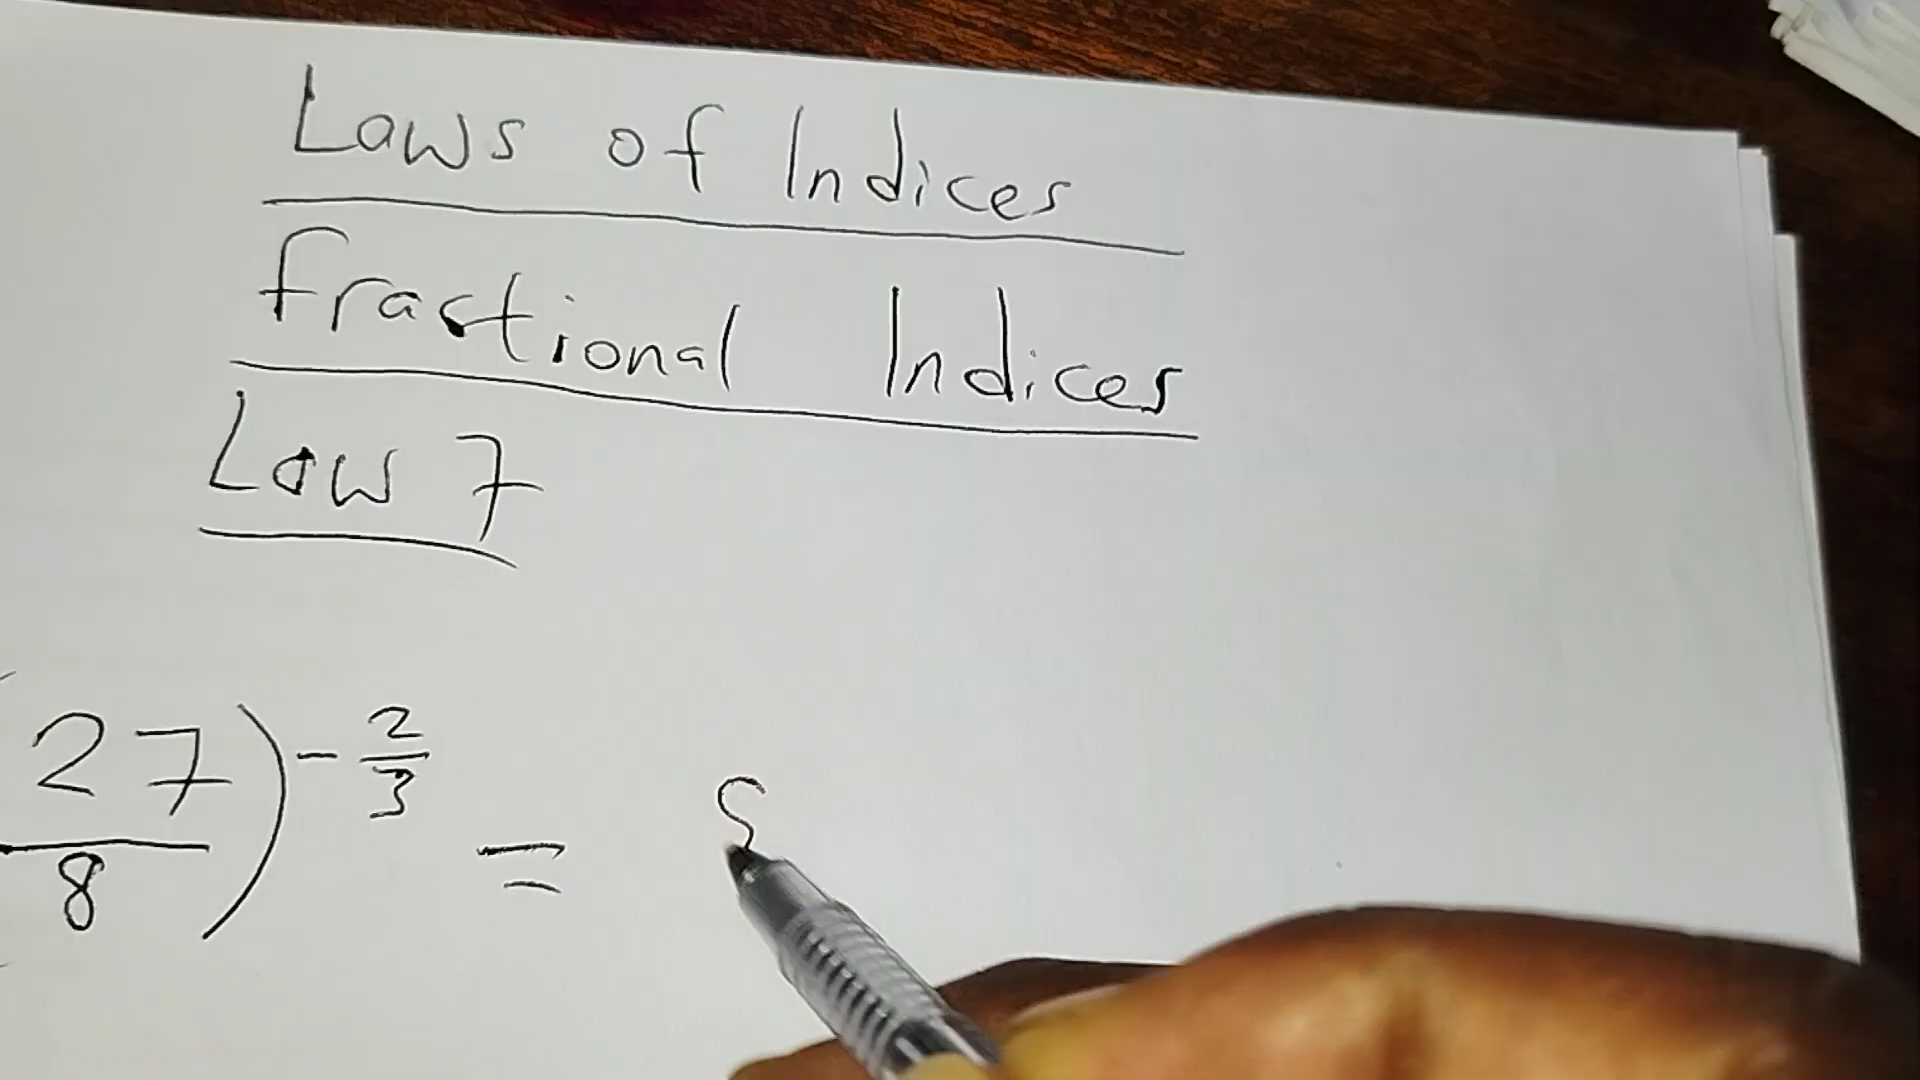 Laws of Indices
Fractional Indices
Law 7
27/8)^-2/3 =